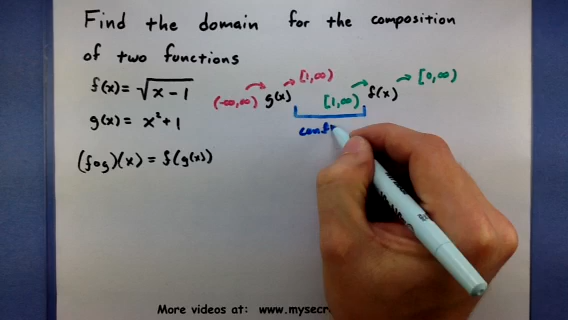 Find the domain for the composition
of two functions
f(x) = √x - 1
g(x) = x² + 1
(-∞,∞) g(x) [1,∞)
[1,∞) f(x) [0,∞)
(f∘g)(x) = f(g(x))
More videos at: www.mysecr